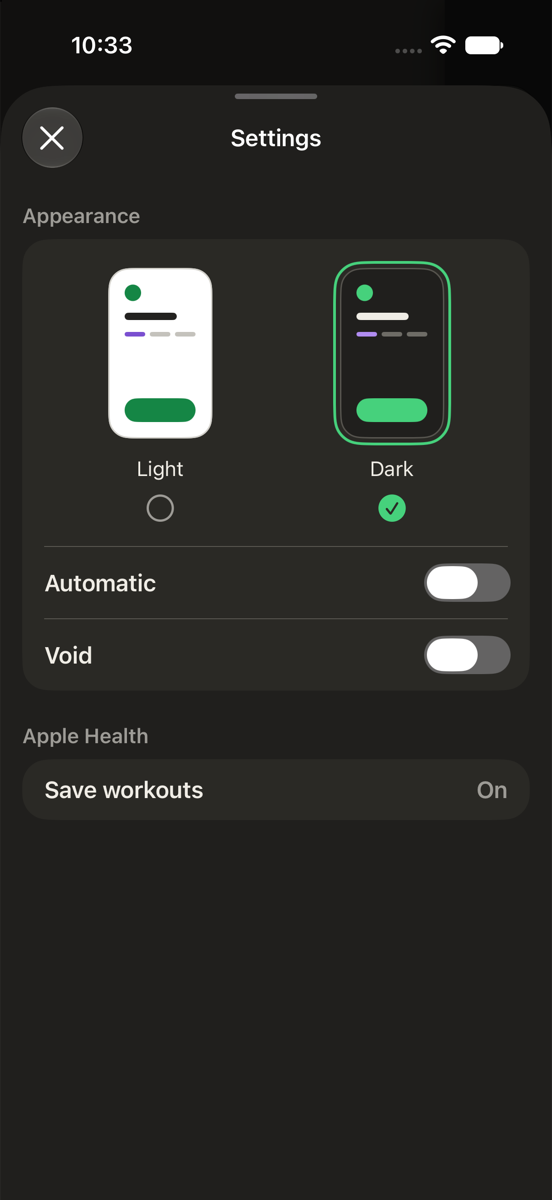 10:33
Settings
Appearance
Light
Dark
Automatic
Void
Apple Health
Save workouts
On